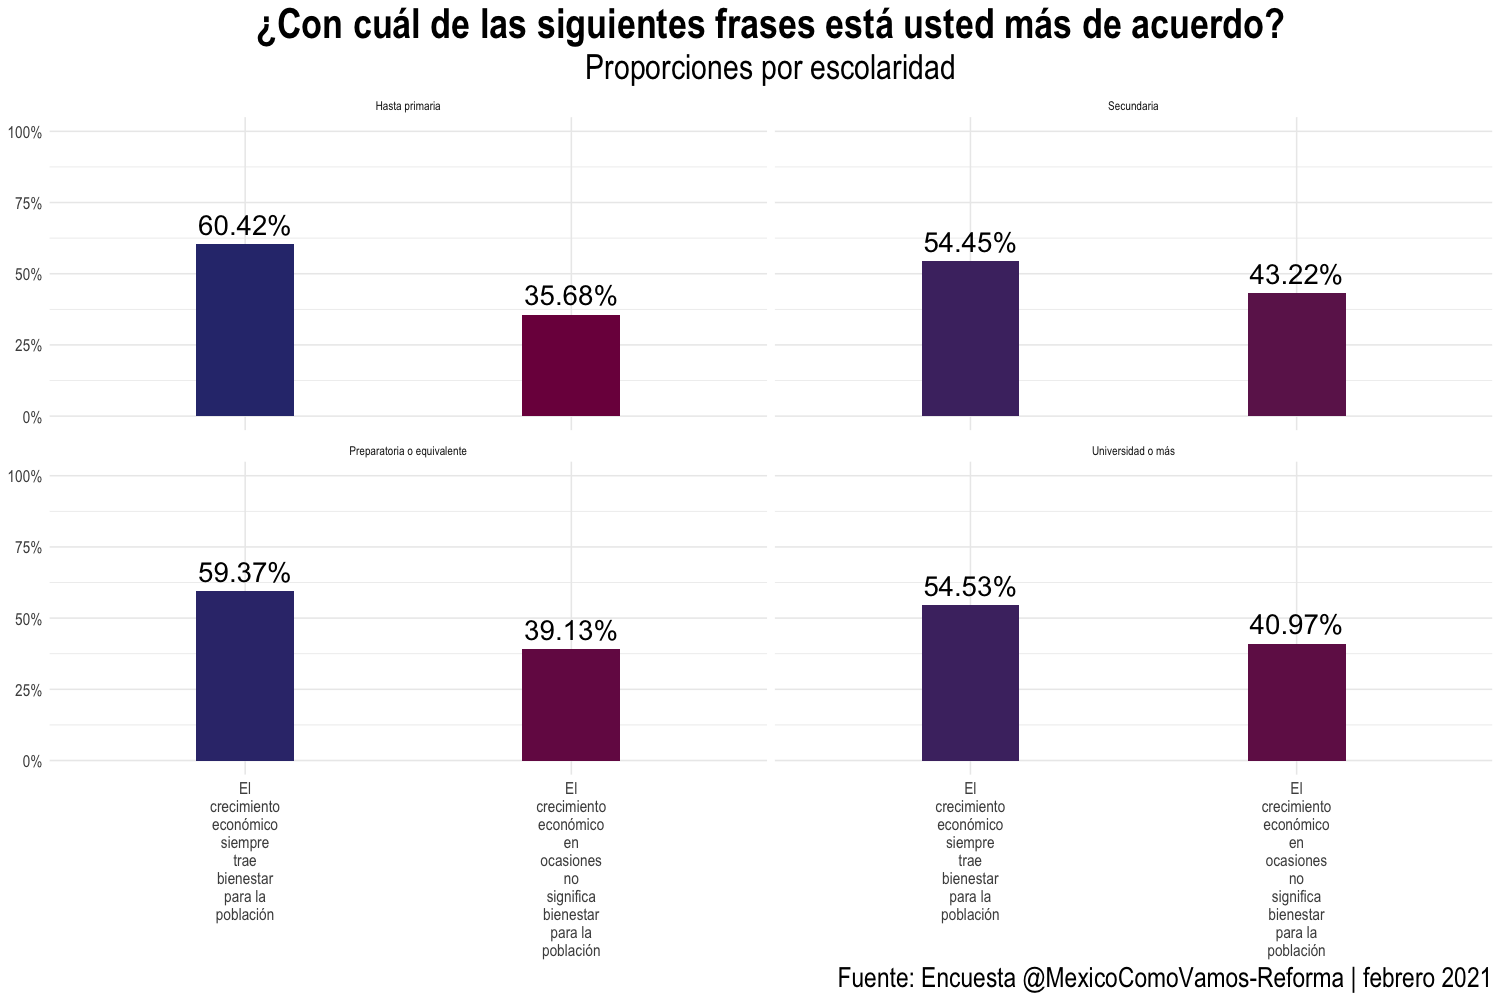 ¿Con cuál de las siguientes frases está usted más de acuerdo?
Proporciones por escolaridad
Hasta primaria
Secundaria
100%
75%
50%
25%
0%
60.42%
35.68%
54.45%
43.22%
Preparatoria o equivalente
Universidad o más
100%
75%
50%
25%
0%
59.37%
39.13%
54.53%
40.97%
El
crecimiento
económico
siempre
trae
bienestar
para la
población
El
crecimiento
económico
en
ocasiones
no
significa
bienestar
para la
población
El
crecimiento
económico
siempre
trae
bienestar
para la
población
El
crecimiento
económico
en
ocasiones
no
significa
bienestar
para la
población
Fuente: Encuesta @MexicoComoVamos-Reforma | febrero 2021